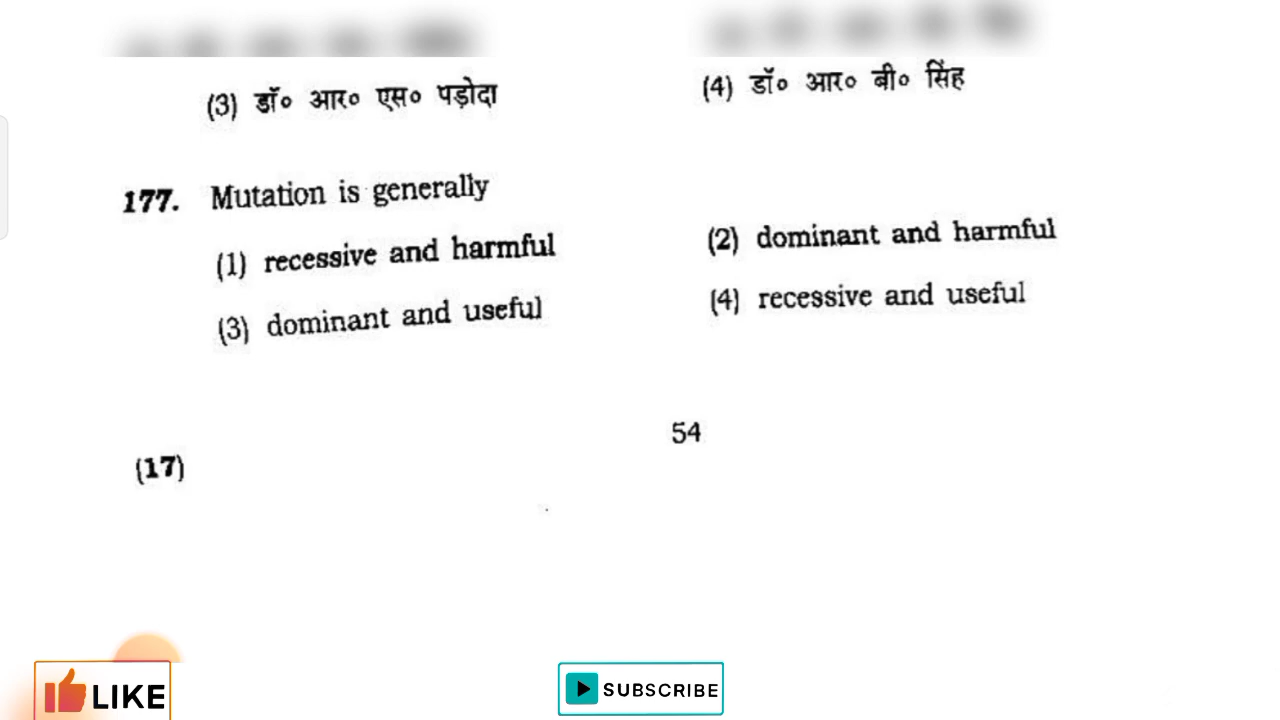 (3) डॉ० आर० एस० पड़ोदा (4) डॉ० आर० बी० सिंह
177. Mutation is generally
(1) recessive and harmful (2) dominant and harmful
(3) dominant and useful (4) recessive and useful
54
(17)
LIKE SUBSCRIBE